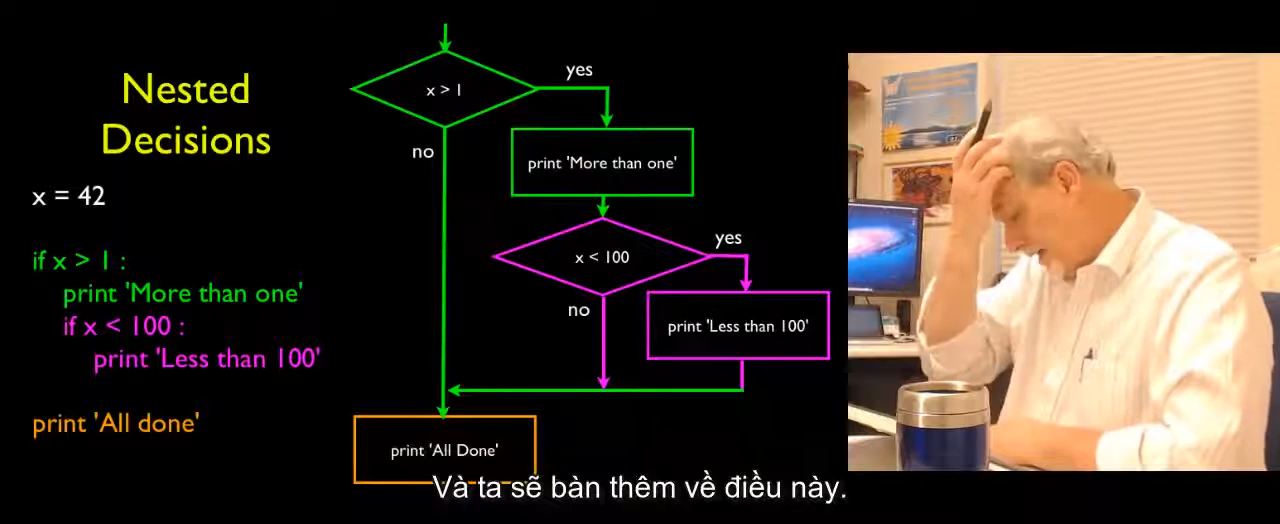 Nested
Decisions
x = 42
if x > 1 :
print 'More than one'
if x < 100 :
print 'Less than 100'
print 'All done'
x > 1
yes
no
print 'More than one'
x < 100
yes
no
print 'Less than 100'
print 'All Done'
Và ta sẽ bàn thêm về điều này.